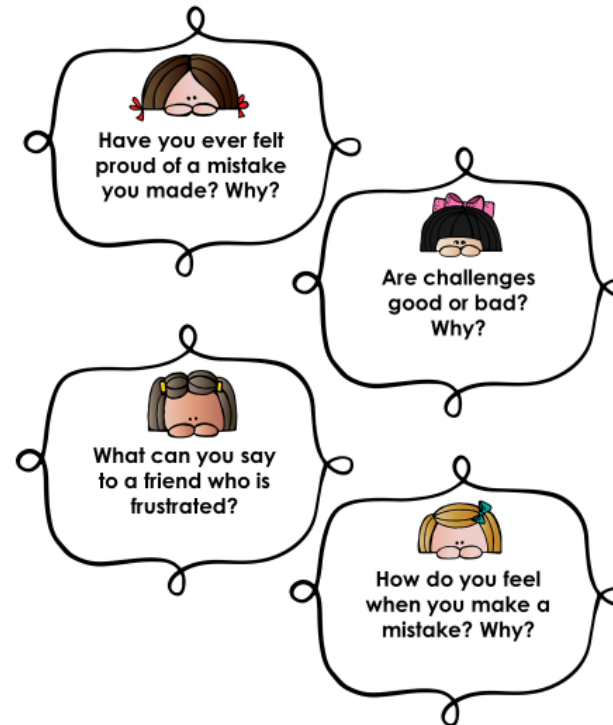 Have you ever felt
proud of a mistake
you made? Why?
Are challenges
good or bad?
Why?
What can you say
to a friend who is
frustrated?
How do you feel
when you make a
mistake? Why?